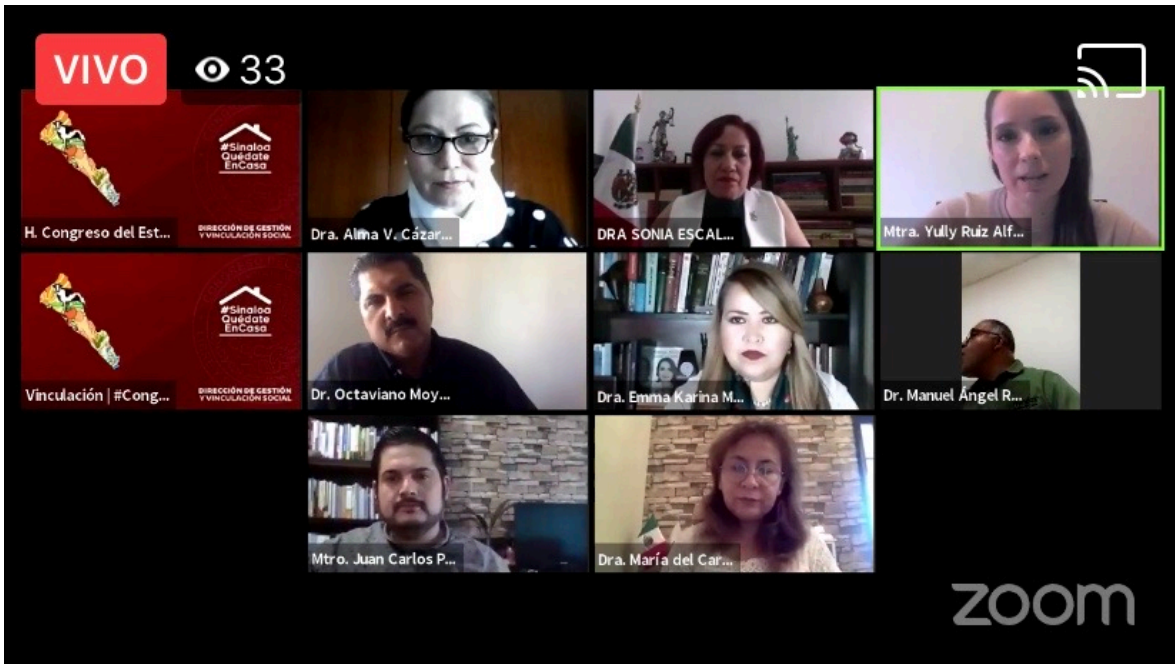 VIVO
33
#Sinaloa
Quédate
EnCasa
DIRECCIÓN DE GESTIÓN
Y VINCULACIÓN SOCIAL
H. Congreso del Est...
Dra. Alma V. Cázar...
DRA SONIA ESCAL...
Mtra. Yully Ruiz Alf...
#Sinaloa
Quédate
EnCasa
DIRECCIÓN DE GESTIÓN
Y VINCULACIÓN SOCIAL
Vinculación | #Cong...
Dr. Octaviano Moy...
Dra. Emma Karina M...
Dr. Manuel Ángel R...
Mtro. Juan Carlos P...
Dra. María del Car...
zoom